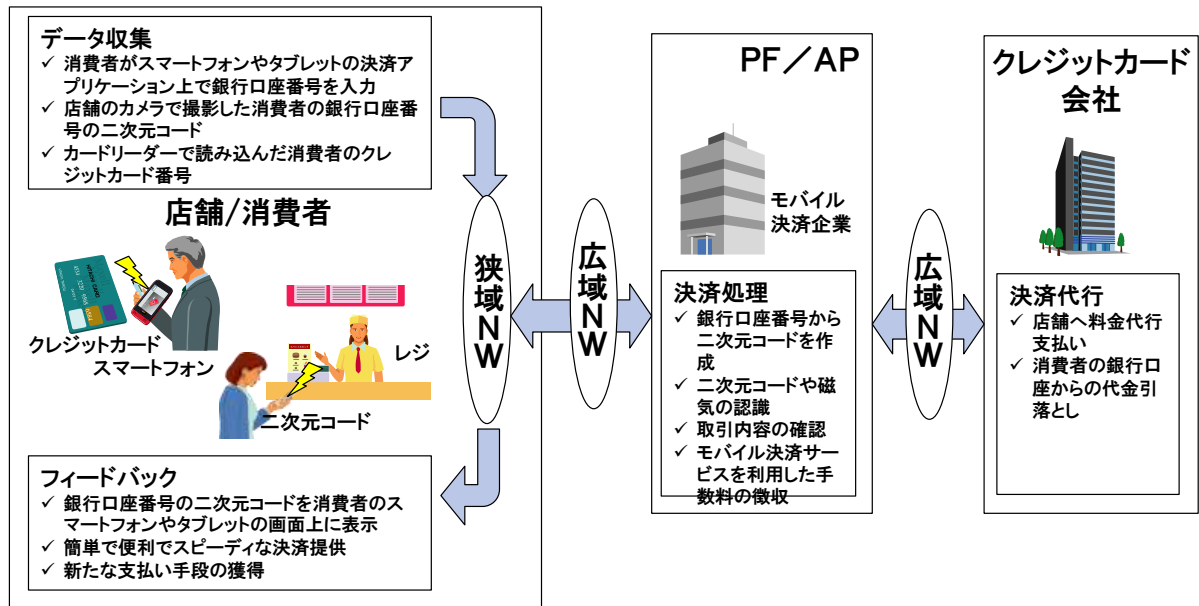 データ収集
✓ 消費者がスマートフォンやタブレットの決済ア
プリケーション上で銀行口座番号を入力
✓ 店舗のカメラで撮影した消費者の銀行口座番
号の二次元コード
✓ カードリーダーで読み込んだ消費者のクレ
ジットカード番号
店舗/消費者
クレジットカード
スマートフォン
レジ
二次元コード
フィードバック
✓ 銀行口座番号の二次元コードを消費者のス
マートフォンやタブレットの画面上に表示
✓ 簡単で便利でスピーディな決済提供
✓ 新たな支払い手段の獲得
狭域NW
広域NW
PF/AP
モバイル
決済企業
決済処理
✓ 銀行口座番号から
二次元コードを作
成
✓ 二次元コードや磁
気の認識
✓ 取引内容の確認
✓ モバイル決済サー
ビスを利用した手
数料の徴収
広域NW
クレジットカード
会社
決済代行
✓ 店舗へ料金代行
支払い
✓ 消費者の銀行口
座からの代金引
落とし